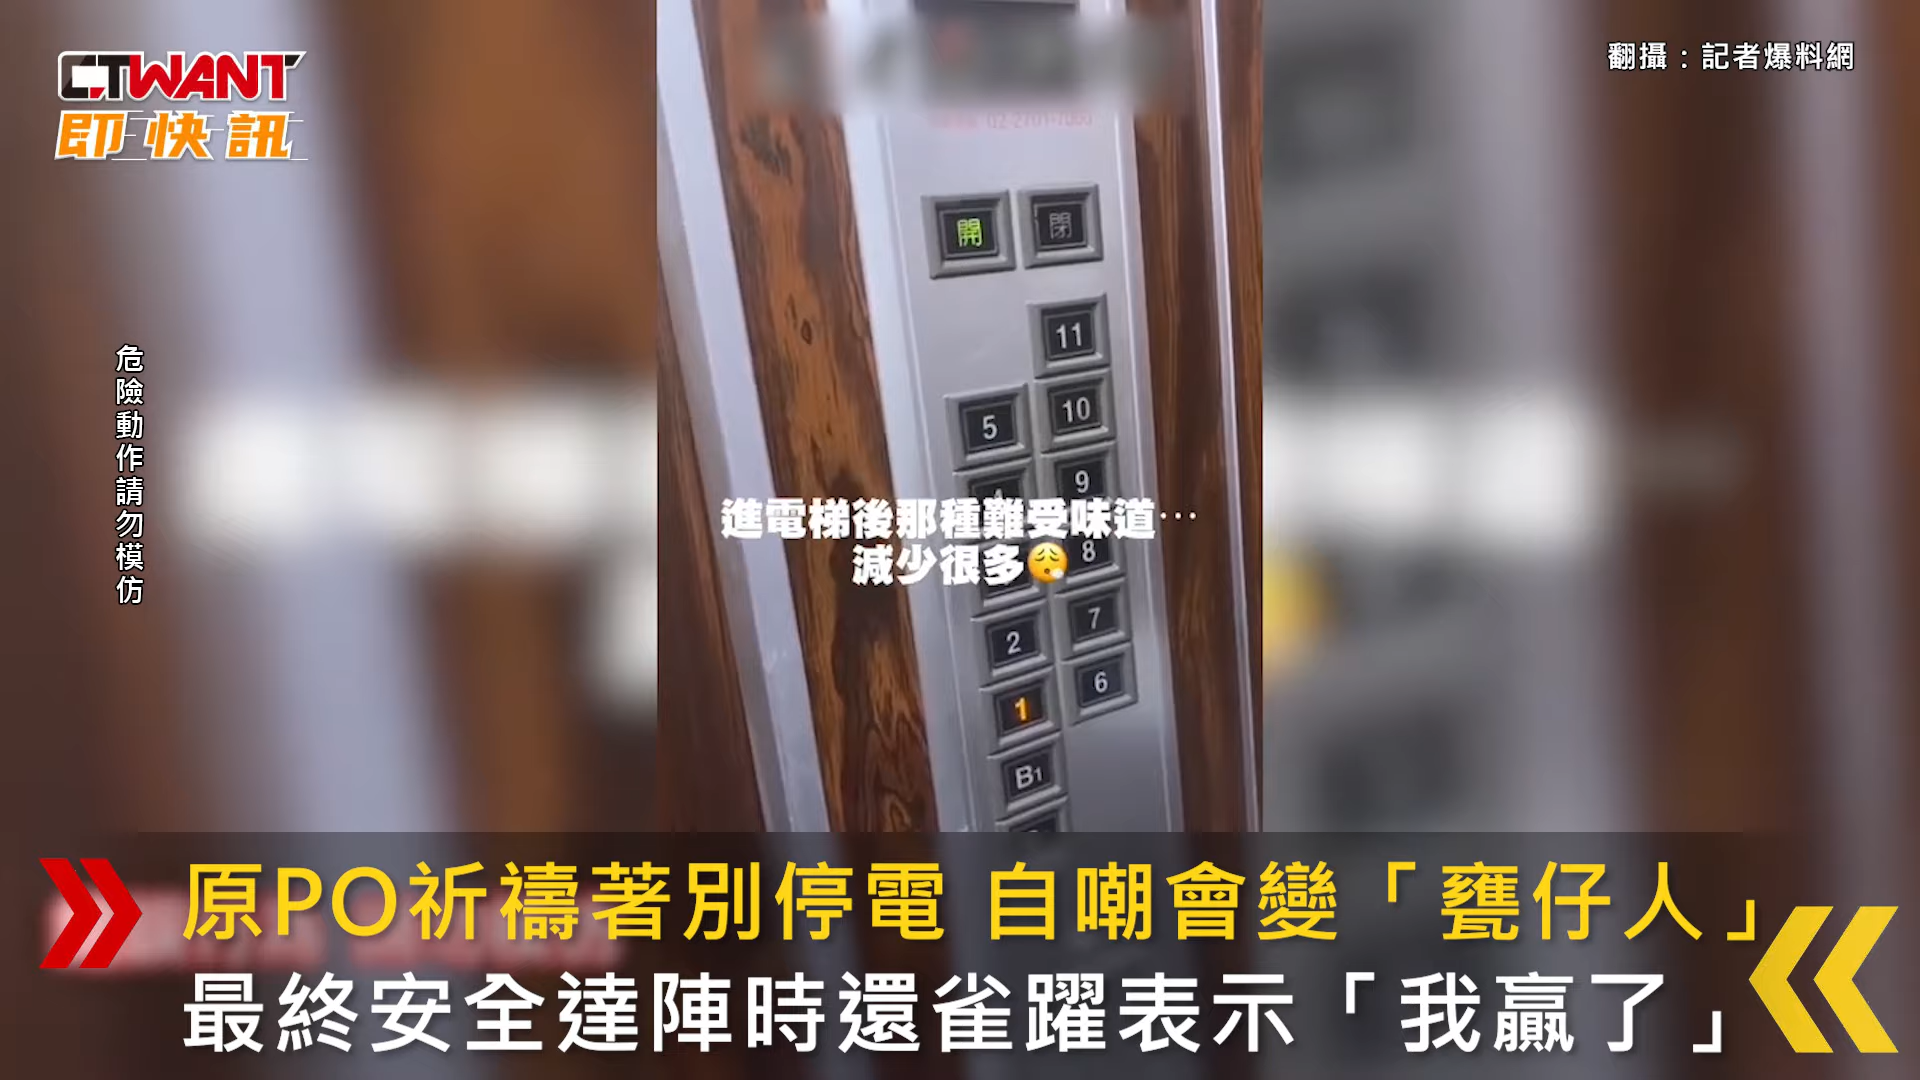 CTWANT
即快訊
翻攝：記者爆料網
危險動作請勿模仿
開
閉
11
5
10
9
進電梯後那種難受味道…
減少很多
8
2
7
1
6
B1
原PO祈禱著別停電 自嘲會變「甕仔人」
最終安全達陣時還雀躍表示「我贏了」